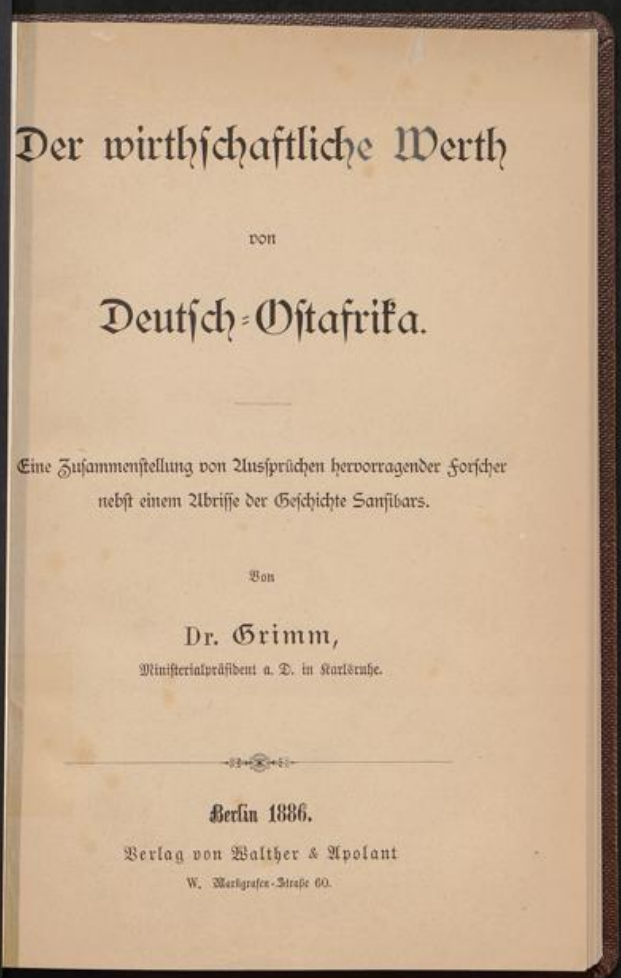 Der wirthschaftliche Werth
von
Deutsch-Ostafrika.
Eine Zusammenstellung von Aussprüchen hervorragender Forscher
nebst einem Abrisse der Geschichte Sansibars.
Von
Dr. Grimm,
Ministerialpräsident a. D. in Karlsruhe.
Berlin 1886.
Verlag von Walther & Apolant
W. Markgrafen-Straße 60.